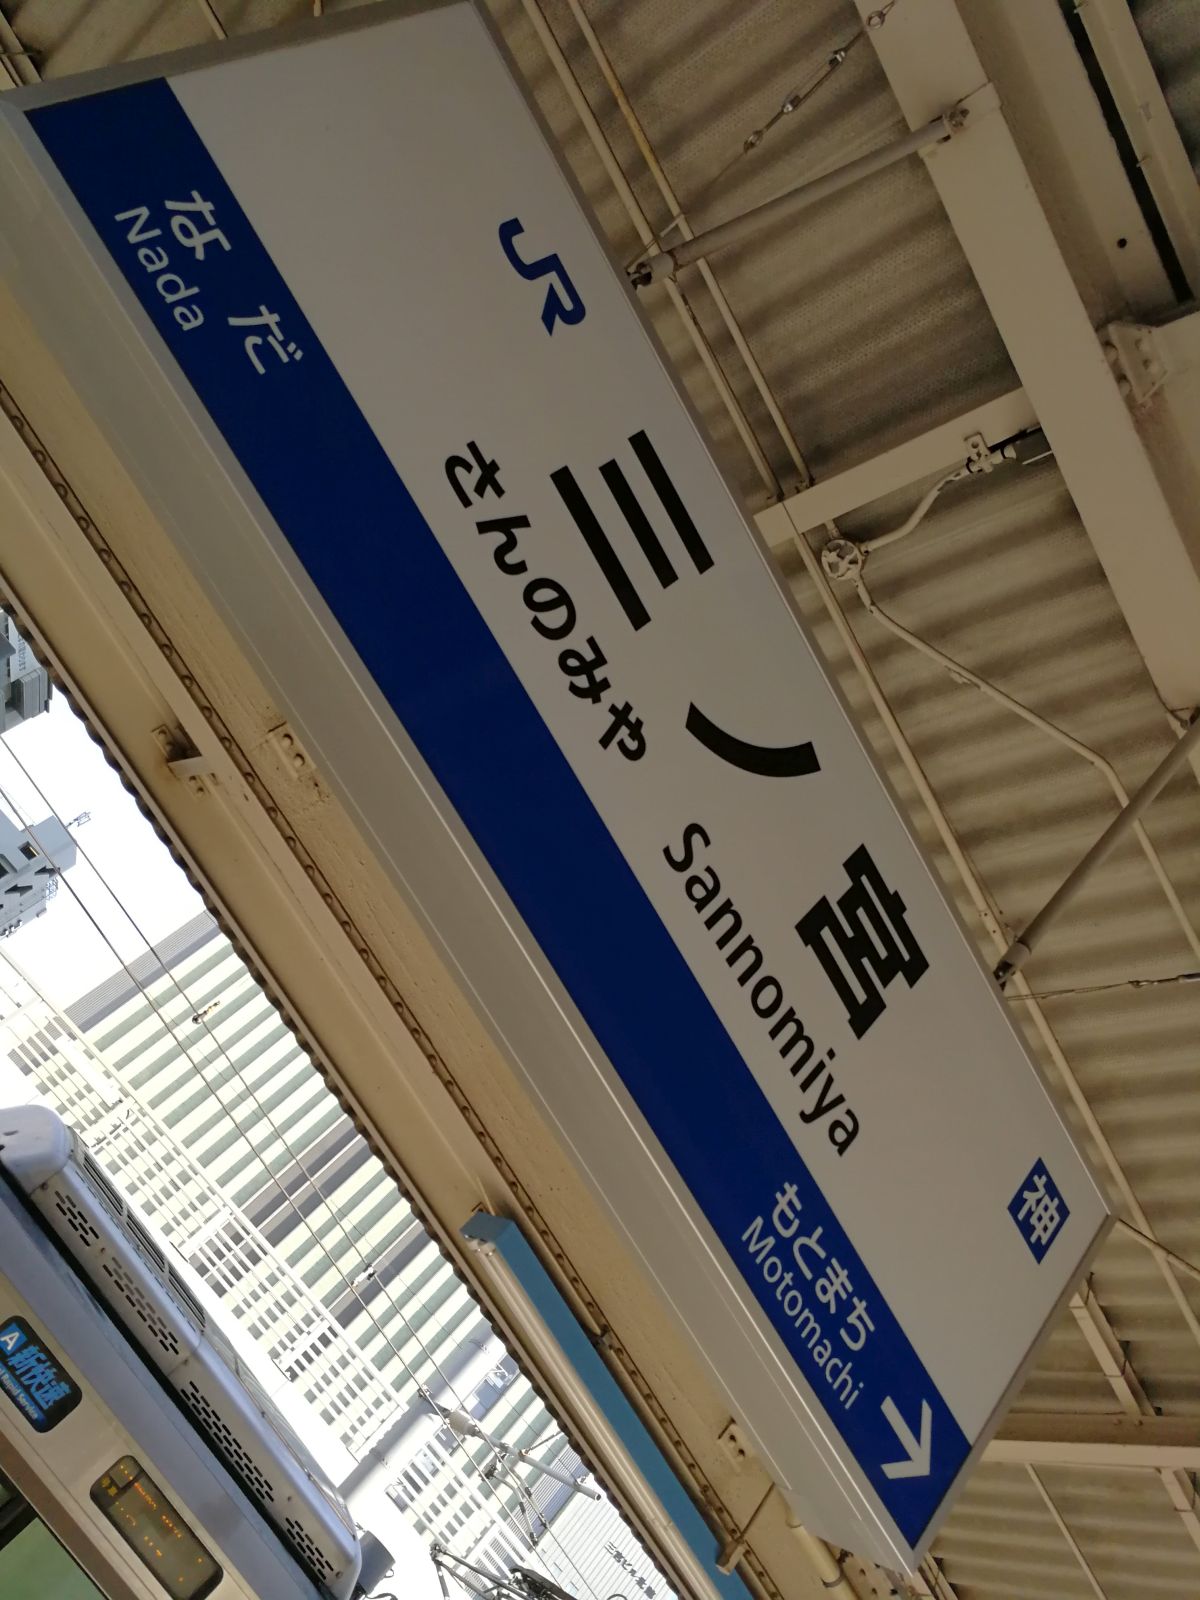 JR
三ノ宮
さんのみや Sannomiya
神
なだ
Nada
もとまち
Motomachi
→
A 新快速